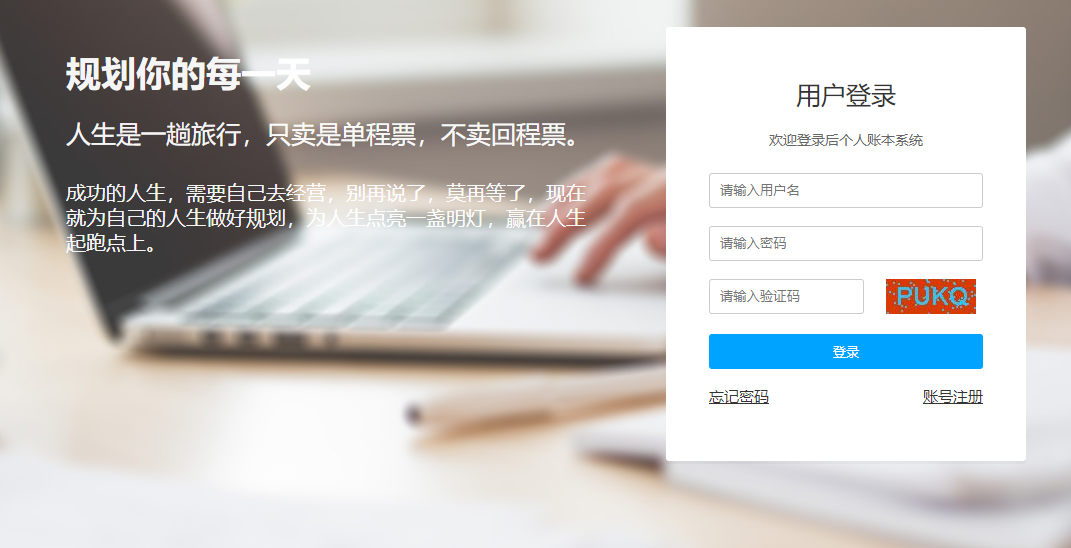 规划你的每一天
人生是一趟旅行，只卖是单程票，不卖回程票。
成功的人生，需要自己去经营，别再说了，莫再等了，现在
就为自己的人生做好规划，为人生点亮一盏明灯，赢在人生
起跑点上。
用户登录
欢迎登录后个人账本系统
请输入用户名
请输入密码
请输入验证码
PUKQ
登录
忘记密码
账号注册